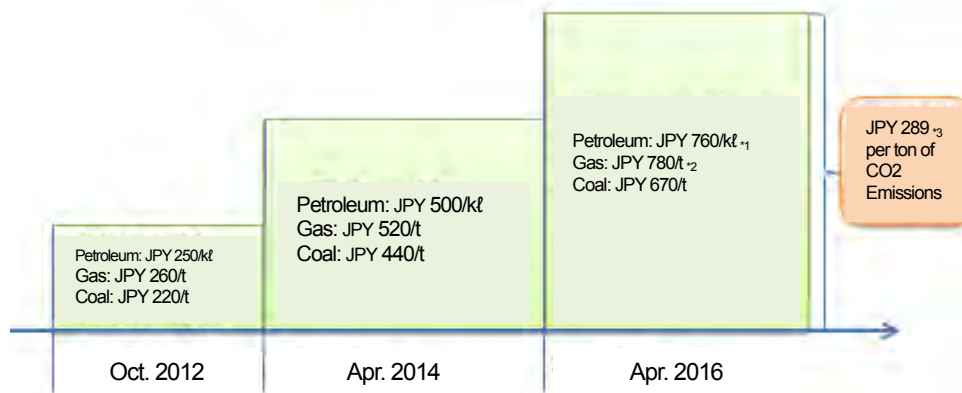 Petroleum: JPY 250/kℓ
Gas: JPY 260/t
Coal: JPY 220/t
Petroleum: JPY 500/kℓ
Gas: JPY 520/t
Coal: JPY 440/t
Petroleum: JPY 760/kℓ *1
Gas: JPY 780/t *2
Coal: JPY 670/t
JPY 289 *3
per ton of
CO2
Emissions
Oct. 2012
Apr. 2014
Apr. 2016